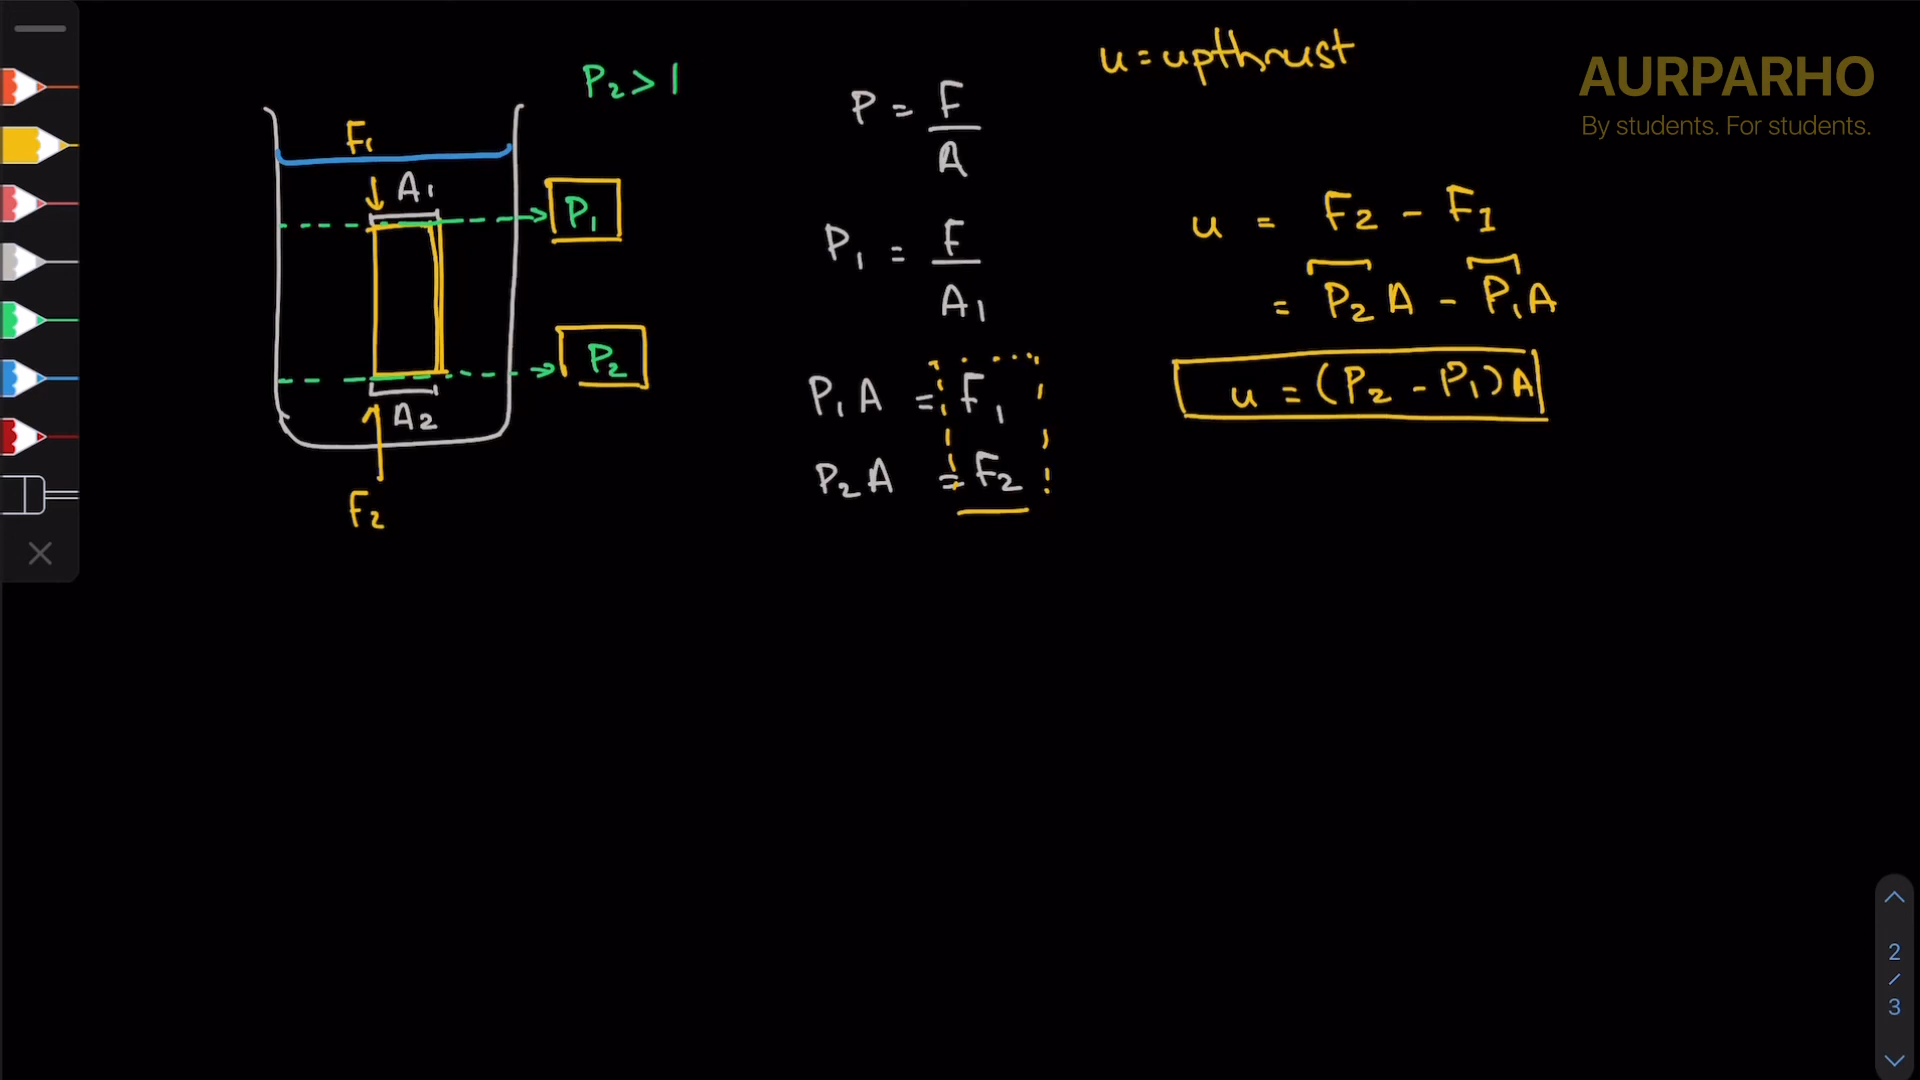 u = upthrust
AURPARHO
By students. For students.
P₂ > 1
F₁
A₁
P₁
P₂
A₂
F₂
P = F/A
P₁ = F/A₁
P₁A = F₁
P₂A = F₂
u = F₂ - F₁
= P₂A - P₁A
u = (P₂ - P₁)A
2
/
3